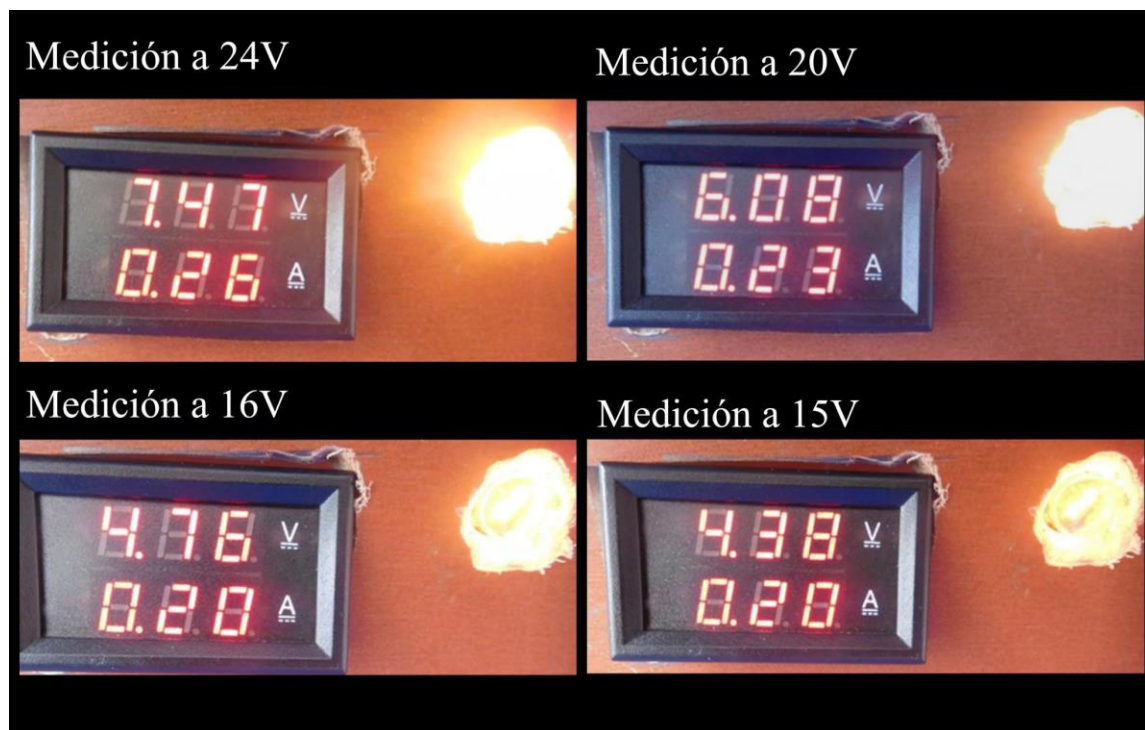 Medición a 24V
7.47 V
0.26 A
Medición a 20V
6.08 V
0.23 A
Medición a 16V
4.76 V
0.20 A
Medición a 15V
4.38 V
0.20 A